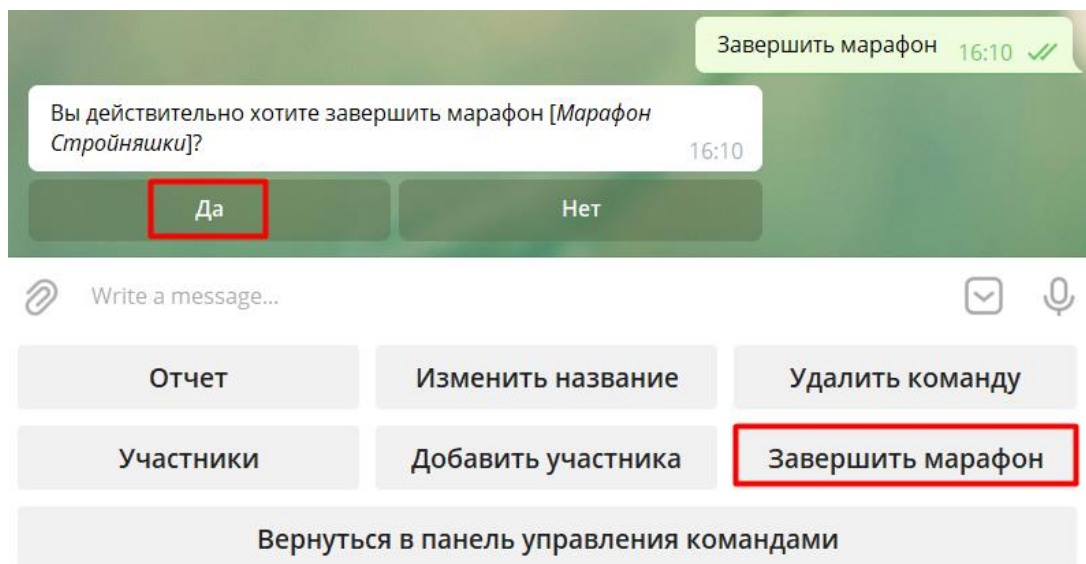 Завершить марафон 16:10
Вы действительно хотите завершить марафон [Марафон
Стройняшки]?
16:10
Да Нет
Write a message...
Отчет Изменить название Удалить команду
Участники Добавить участника Завершить марафон
Вернуться в панель управления командами